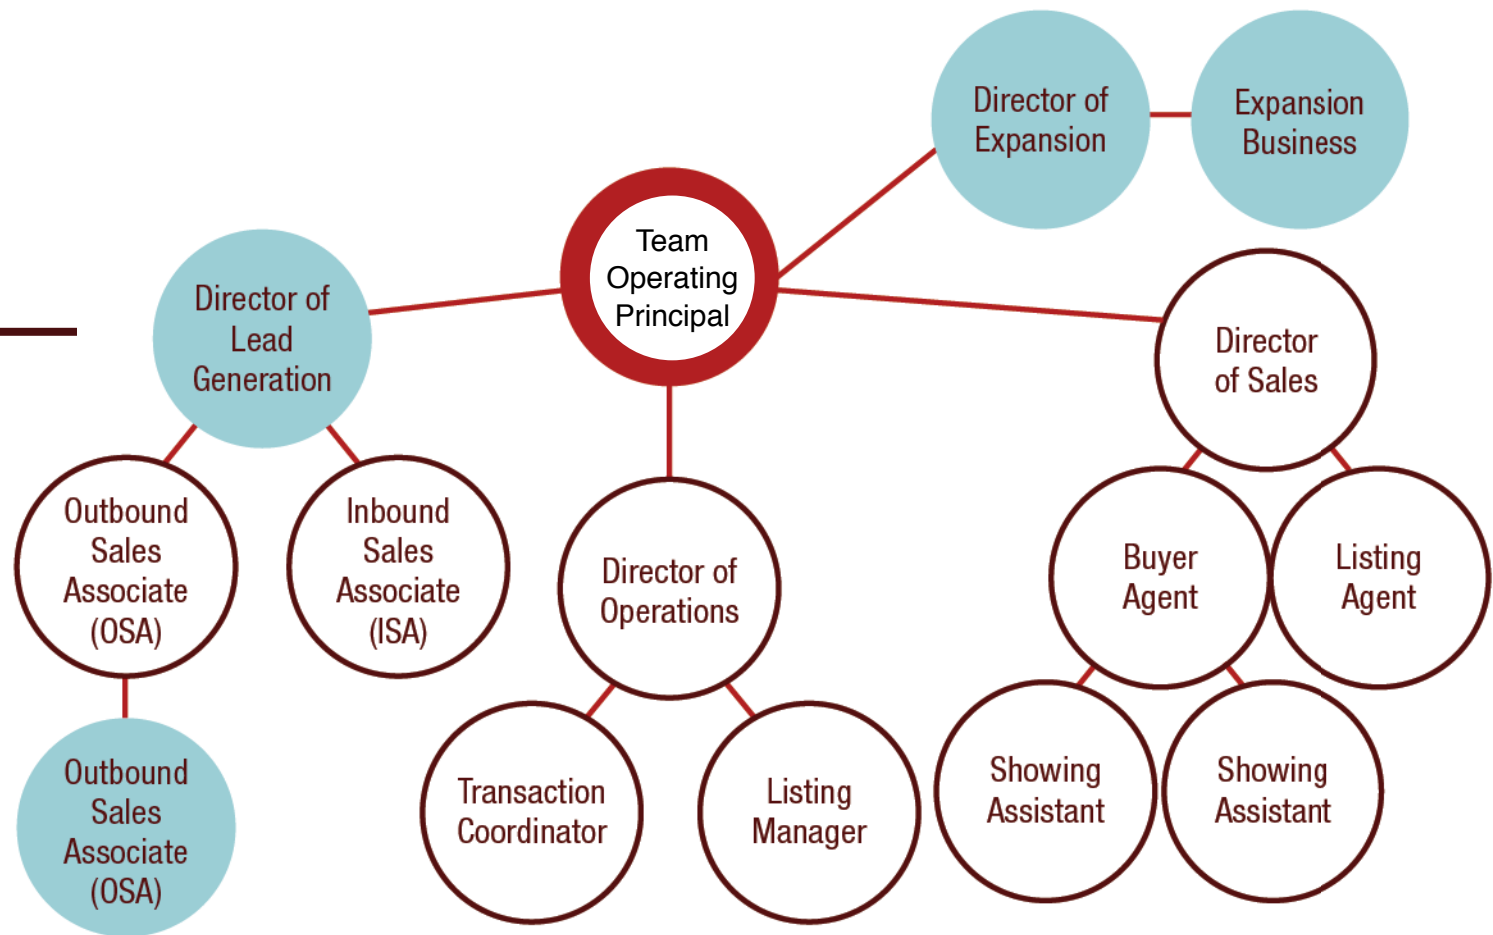 Director of
Expansion
Expansion
Business
Team
Operating
Principal
Director of
Lead
Generation
Director
of Sales
Outbound
Sales
Associate
(OSA)
Inbound
Sales
Associate
(ISA)
Director of
Operations
Buyer
Agent
Listing
Agent
Outbound
Sales
Associate
(OSA)
Transaction
Coordinator
Listing
Manager
Showing
Assistant
Showing
Assistant